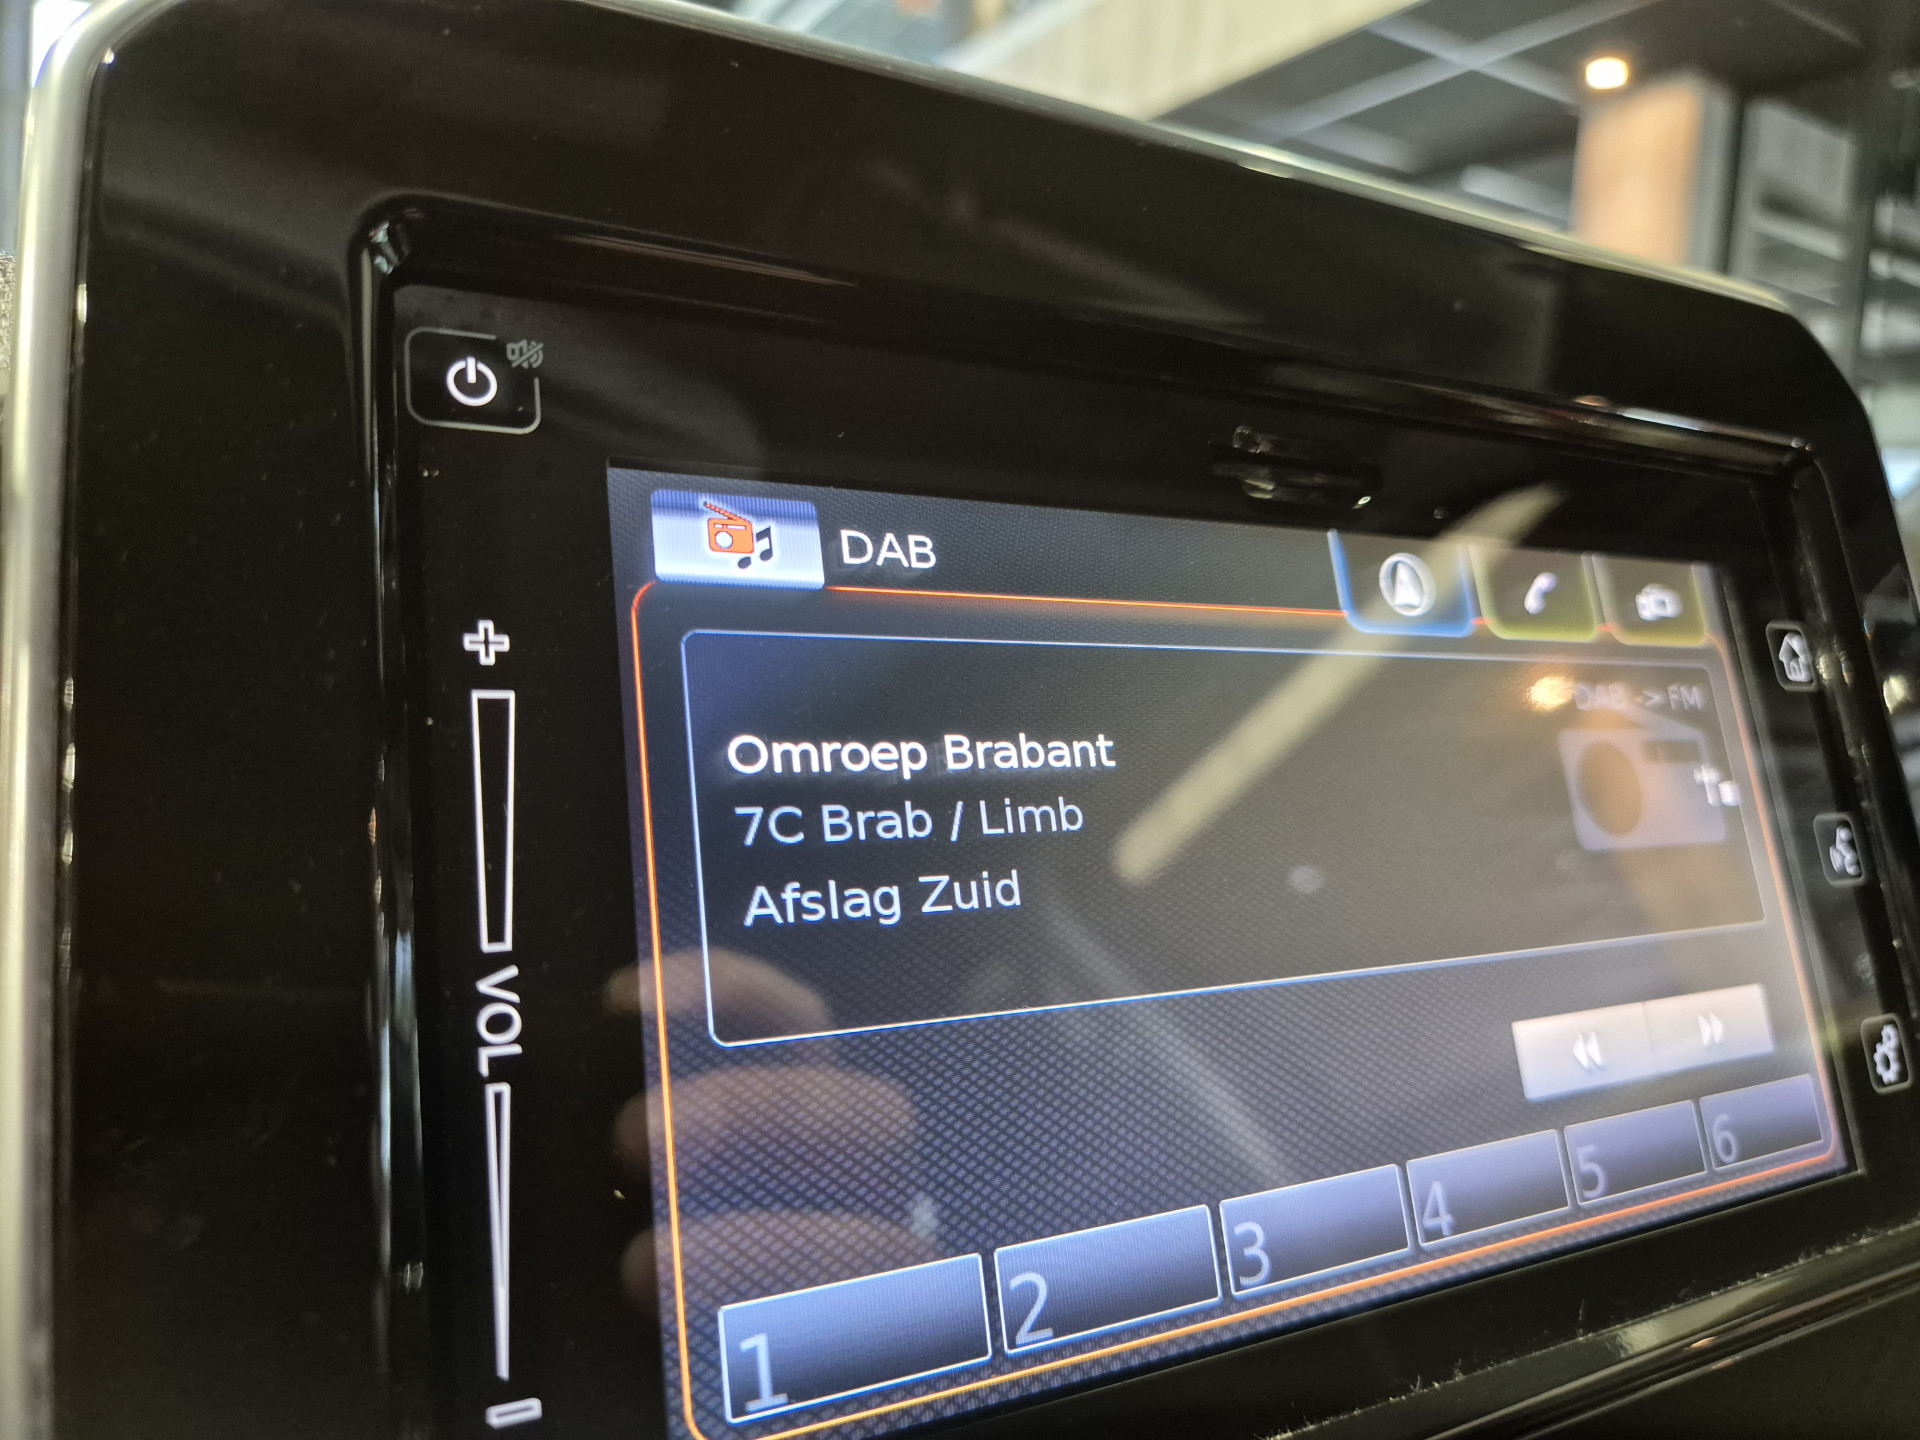 DAB
DAB -> FM
Omroep Brabant
7C Brab / Limb
Afslag Zuid
VOL
1
2
3
4
5
6